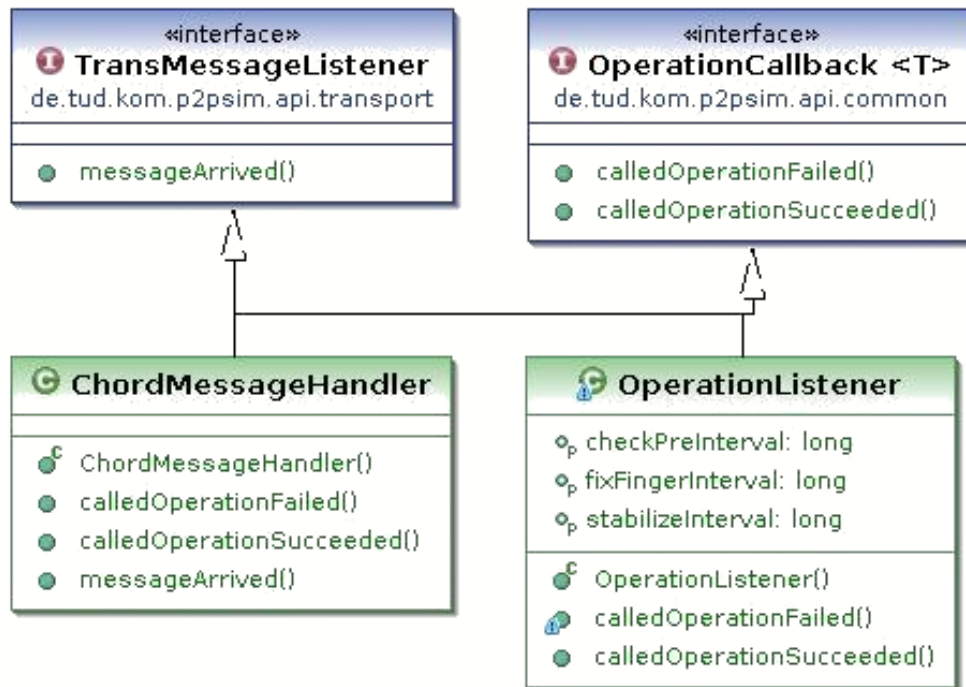 «interface»
I TransMessageListener
de.tud.kom.p2psim.api.transport
messageArrived()
«interface»
I OperationCallback <T>
de.tud.kom.p2psim.api.common
calledOperationFailed()
calledOperationSucceeded()
C ChordMessageHandler
C ChordMessageHandler()
calledOperationFailed()
calledOperationSucceeded()
messageArrived()
C OperationListener
P checkPreInterval: long
P fixFingerInterval: long
P stabilizeInterval: long
C OperationListener()
calledOperationFailed()
calledOperationSucceeded()